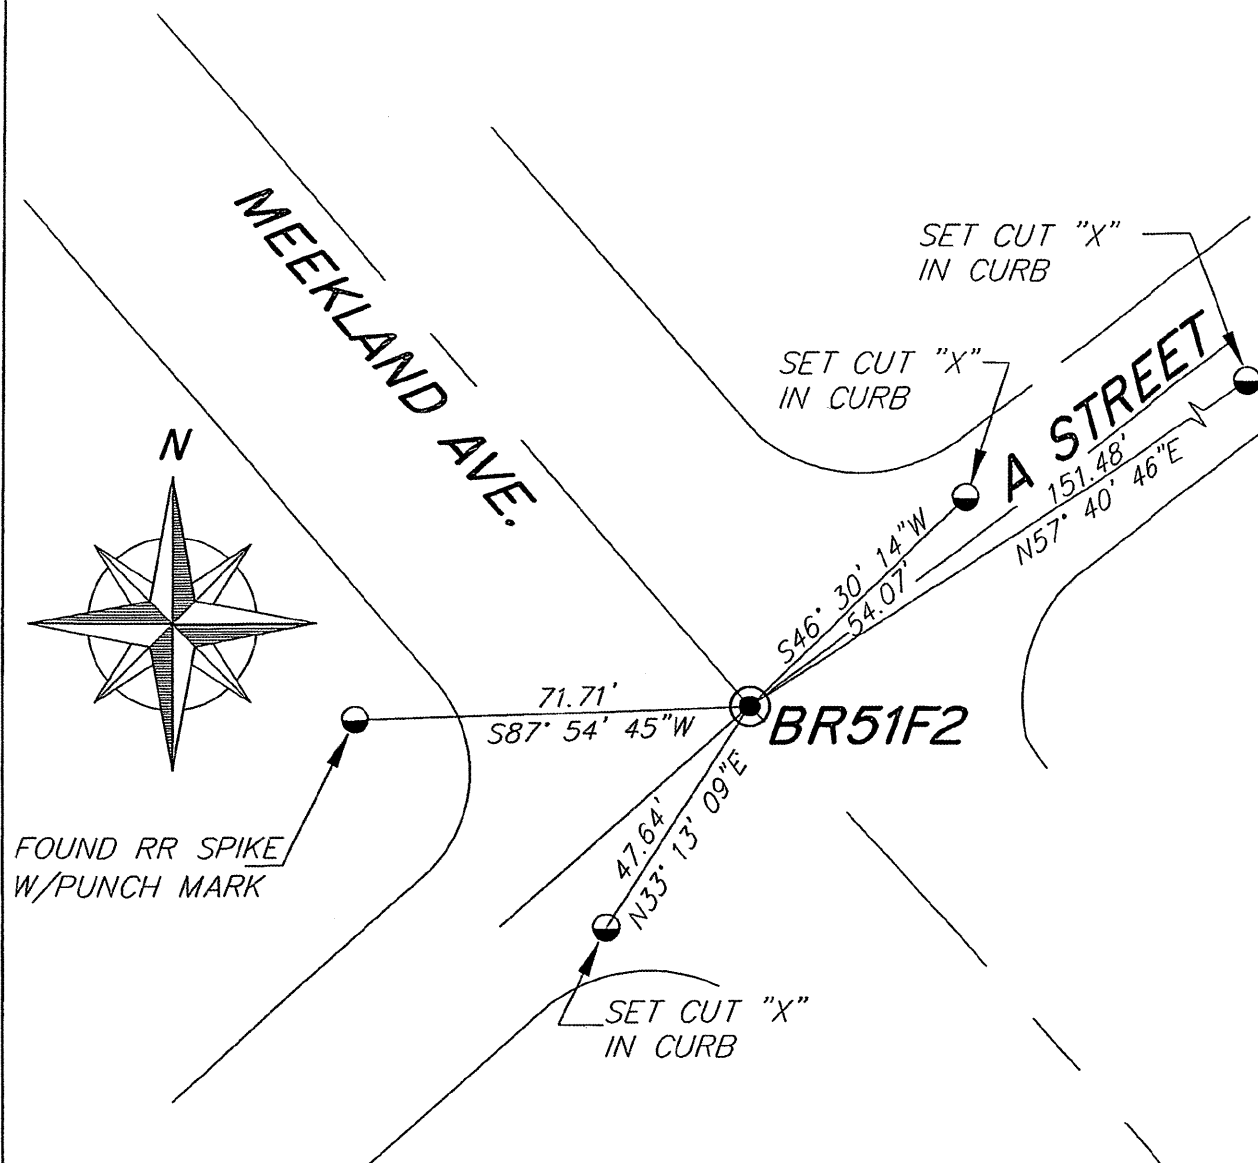 MEEKLAND AVE.
SET CUT "X"
IN CURB
SET CUT "X"
IN CURB
A STREET
151.48'
N57° 40' 46"E
N
S46° 30' 14"W
54.07'
71.71'
S87° 54' 45"W
BR51F2
FOUND RR SPIKE
W/PUNCH MARK
47.64'
N33° 13' 09"E
SET CUT "X"
IN CURB